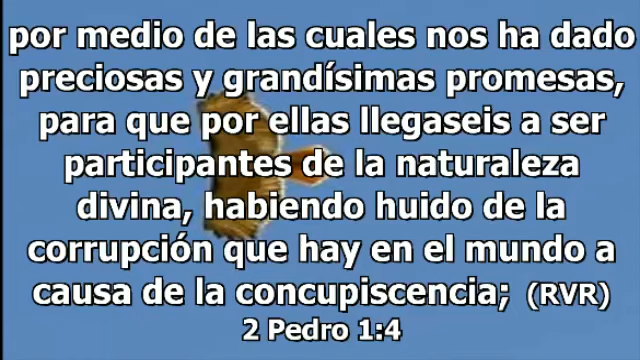 por medio de las cuales nos ha dado
preciosas y grandísimas promesas,
para que por ellas llegaseis a ser
participantes de la naturaleza
divina, habiendo huido de la
corrupción que hay en el mundo a
causa de la concupiscencia; (RVR)
2 Pedro 1:4